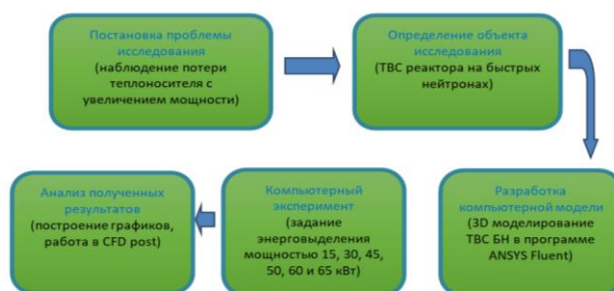 Постановка проблемы
исследования
(наблюдение потери
теплоносителя с
увеличением мощности)
Определение объекта
исследования
(ТВС реактора на быстрых
нейтронах)
Разработка
компьютерной модели
(3D моделирование
ТВС БН в программе
ANSYS Fluent)
Компьютерный
эксперимент
(задание
энерговыделения
мощностью 15, 30, 45,
50, 60 и 65 кВт)
Анализ полученных
результатов
(построение графиков,
работа в CFD post)